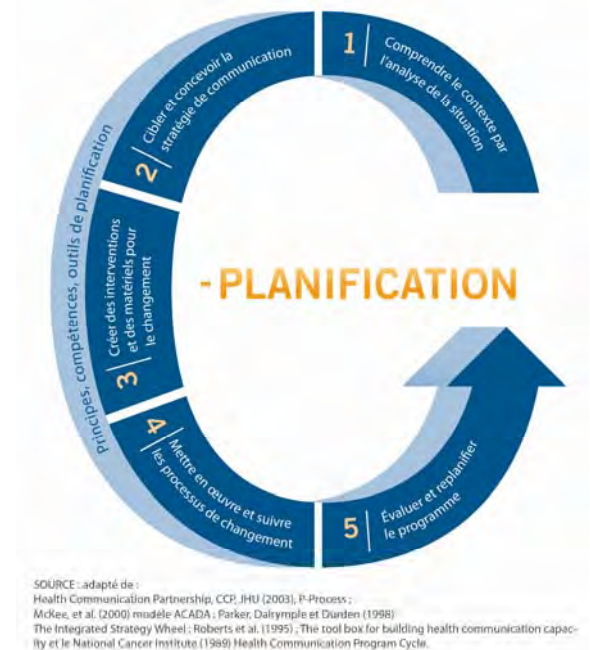 1
Comprendre le contexte par
l'analyse de la situation
2
Cibler et concevoir la
stratégie de communication
3
Créer des interventions
et des matériels pour
le changement
4
Mettre en œuvre et suivre
les processus de changement
5
Évaluer et replanifier
le programme
Principes, compétences, outils de planification
- PLANIFICATION
SOURCE : adapté de :
Health Communication Partnership, CCP, JHU (2003), P-Process ;
McKee, et al. (2000) modèle ACADA ; Parker, Dalrymple et Durden (1998)
The Integrated Strategy Wheel ; Roberts et al. (1995) ; The tool box for building health communication capac-
ity et le National Cancer Institute (1989) Health Communication Program Cycle.